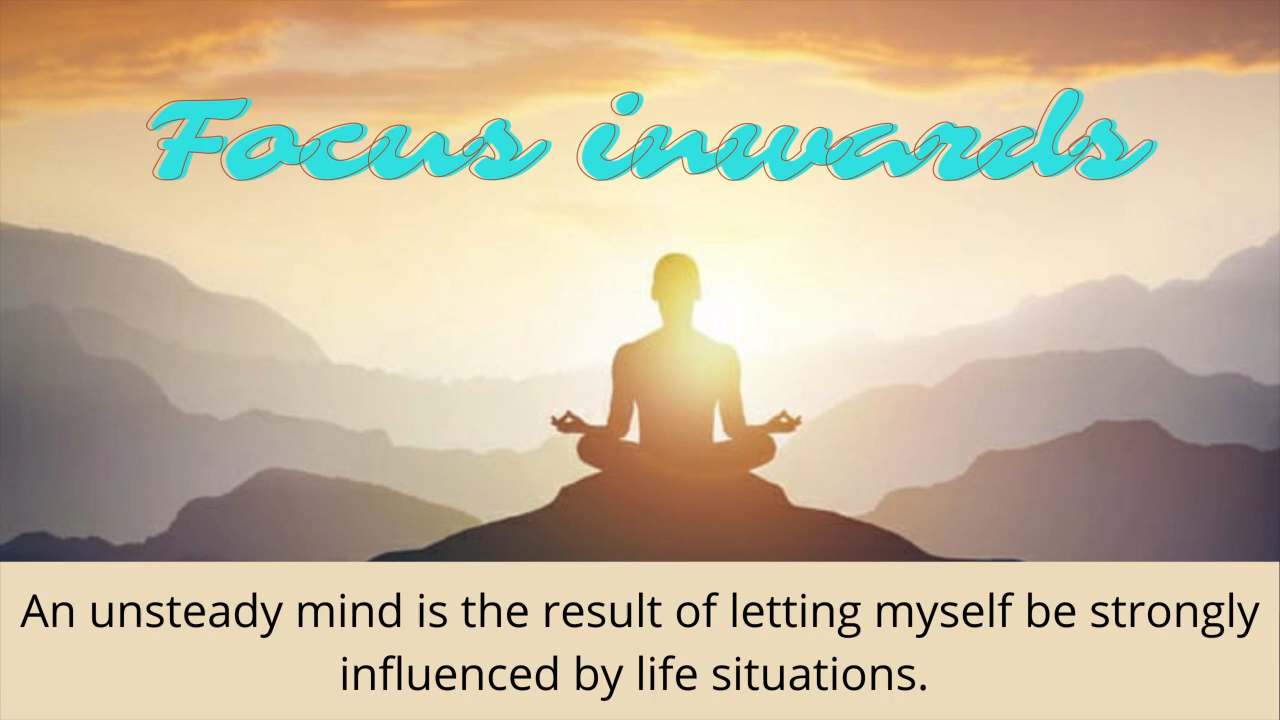 Focus inwards
An unsteady mind is the result of letting myself be strongly
influenced by life situations.